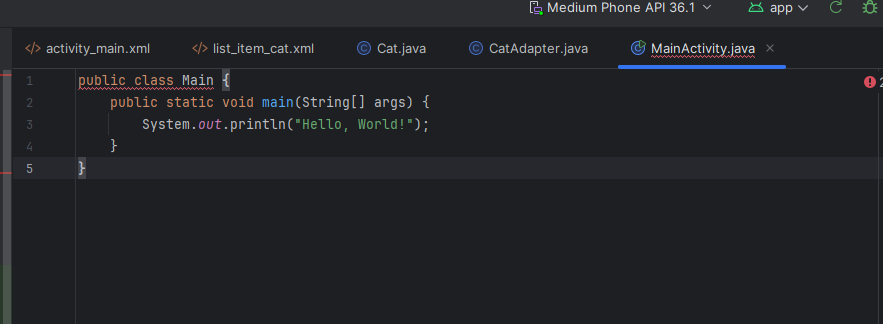 Medium Phone API 36.1 app
activity_main.xml list_item_cat.xml Cat.java CatAdapter.java MainActivity.java
1 public class Main {
2     public static void main(String[] args) {
3         System.out.println("Hello, World!");
4     }
5 }
2